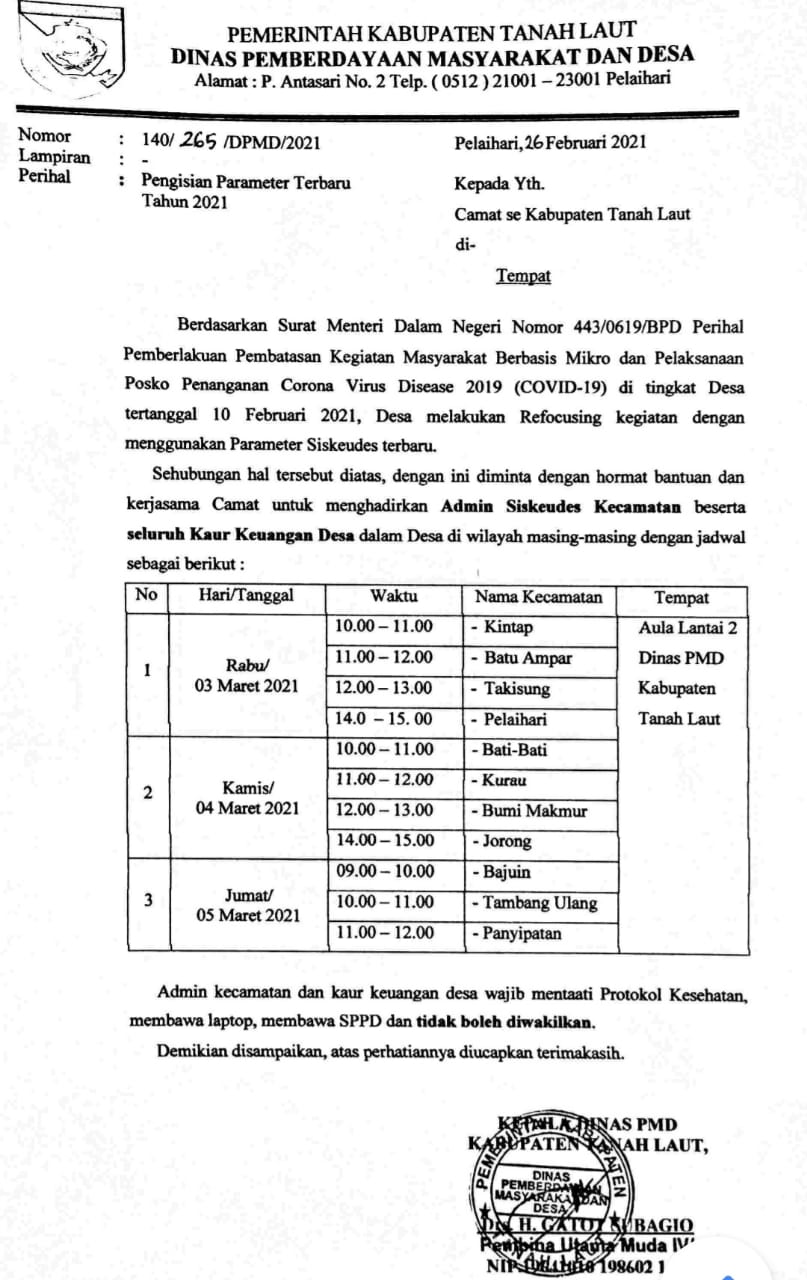 PEMERINTAH KABUPATEN TANAH LAUT
DINAS PEMBERDAYAAN MASYARAKAT DAN DESA
Alamat : P. Antasari No. 2 Telp. ( 0512 ) 21001 – 23001 Pelaihari
Nomor : 140/ 265 /DPMD/2021
Lampiran : -
Perihal : Pengisian Parameter Terbaru
Tahun 2021
Pelaihari, 26 Februari 2021
Kepada Yth.
Camat se Kabupaten Tanah Laut
di-
Tempat
Berdasarkan Surat Menteri Dalam Negeri Nomor 443/0619/BPD Perihal
Pemberlakuan Pembatasan Kegiatan Masyarakat Berbasis Mikro dan Pelaksanaan
Posko Penanganan Corona Virus Disease 2019 (COVID-19) di tingkat Desa
tertanggal 10 Februari 2021, Desa melakukan Refocusing kegiatan dengan
menggunakan Parameter Siskeudes terbaru.
Sehubungan hal tersebut diatas, dengan ini diminta dengan hormat bantuan dan
kerjasama Camat untuk menghadirkan Admin Siskeudes Kecamatan beserta
seluruh Kaur Keuangan Desa dalam Desa di wilayah masing-masing dengan jadwal
sebagai berikut :
No Hari/Tanggal Waktu Nama Kecamatan Tempat
1 Rabu/ 03 Maret 2021 10.00 – 11.00 - Kintap Aula Lantai 2
11.00 – 12.00 - Batu Ampar Dinas PMD
12.00 – 13.00 - Takisung Kabupaten
14.0 – 15. 00 - Pelaihari Tanah Laut
2 Kamis/ 04 Maret 2021 10.00 – 11.00 - Bati-Bati
11.00 – 12.00 - Kurau
12.00 – 13.00 - Bumi Makmur
14.00 – 15.00 - Jorong
3 Jumat/ 05 Maret 2021 09.00 – 10.00 - Bajuin
10.00 – 11.00 - Tambang Ulang
11.00 – 12.00 - Panyipatan
Admin kecamatan dan kaur keuangan desa wajib mentaati Protokol Kesehatan,
membawa laptop, membawa SPPD dan tidak boleh diwakilkan.
Demikian disampaikan, atas perhatiannya diucapkan terimakasih.
KEPALA DINAS PMD
KABUPATEN TANAH LAUT,
PEMERINTAH KABUPATEN
DINAS
PEMBERDAYAAN
MASYARAKAT DAN
DESA
TANAH LAUT
Drs. H. GATOT SUBAGIO
Pembina Utama Muda IV
NIP 198602 1